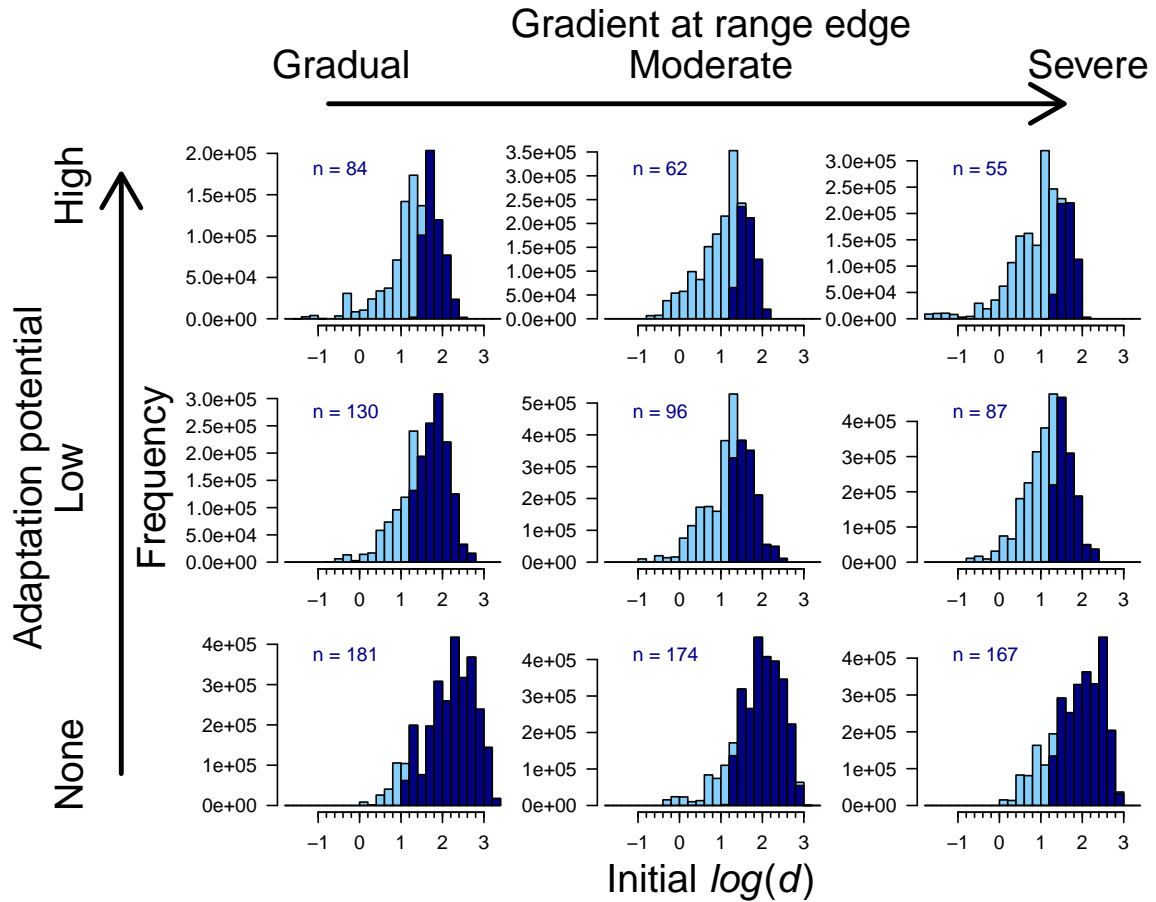 Gradient at range edge
Gradual Moderate Severe
Adaptation potential
High
Low
None
Frequency
n = 84
2.0e+05
1.5e+05
1.0e+05
5.0e+04
0.0e+00
−1 0 1 2 3
n = 62
3.5e+05
3.0e+05
2.5e+05
2.0e+05
1.5e+05
1.0e+05
5.0e+04
0.0e+00
−1 0 1 2 3
n = 55
3.0e+05
2.5e+05
2.0e+05
1.5e+05
1.0e+05
5.0e+04
0.0e+00
−1 0 1 2 3
n = 130
3.0e+05
2.5e+05
2.0e+05
1.5e+05
1.0e+05
5.0e+04
0.0e+00
−1 0 1 2 3
n = 96
5e+05
4e+05
3e+05
2e+05
1e+05
0e+00
−1 0 1 2 3
n = 87
4e+05
3e+05
2e+05
1e+05
0e+00
−1 0 1 2 3
n = 181
4e+05
3e+05
2e+05
1e+05
0e+00
−1 0 1 2 3
n = 174
4e+05
3e+05
2e+05
1e+05
0e+00
−1 0 1 2 3
n = 167
4e+05
3e+05
2e+05
1e+05
0e+00
−1 0 1 2 3
Initial log(d)